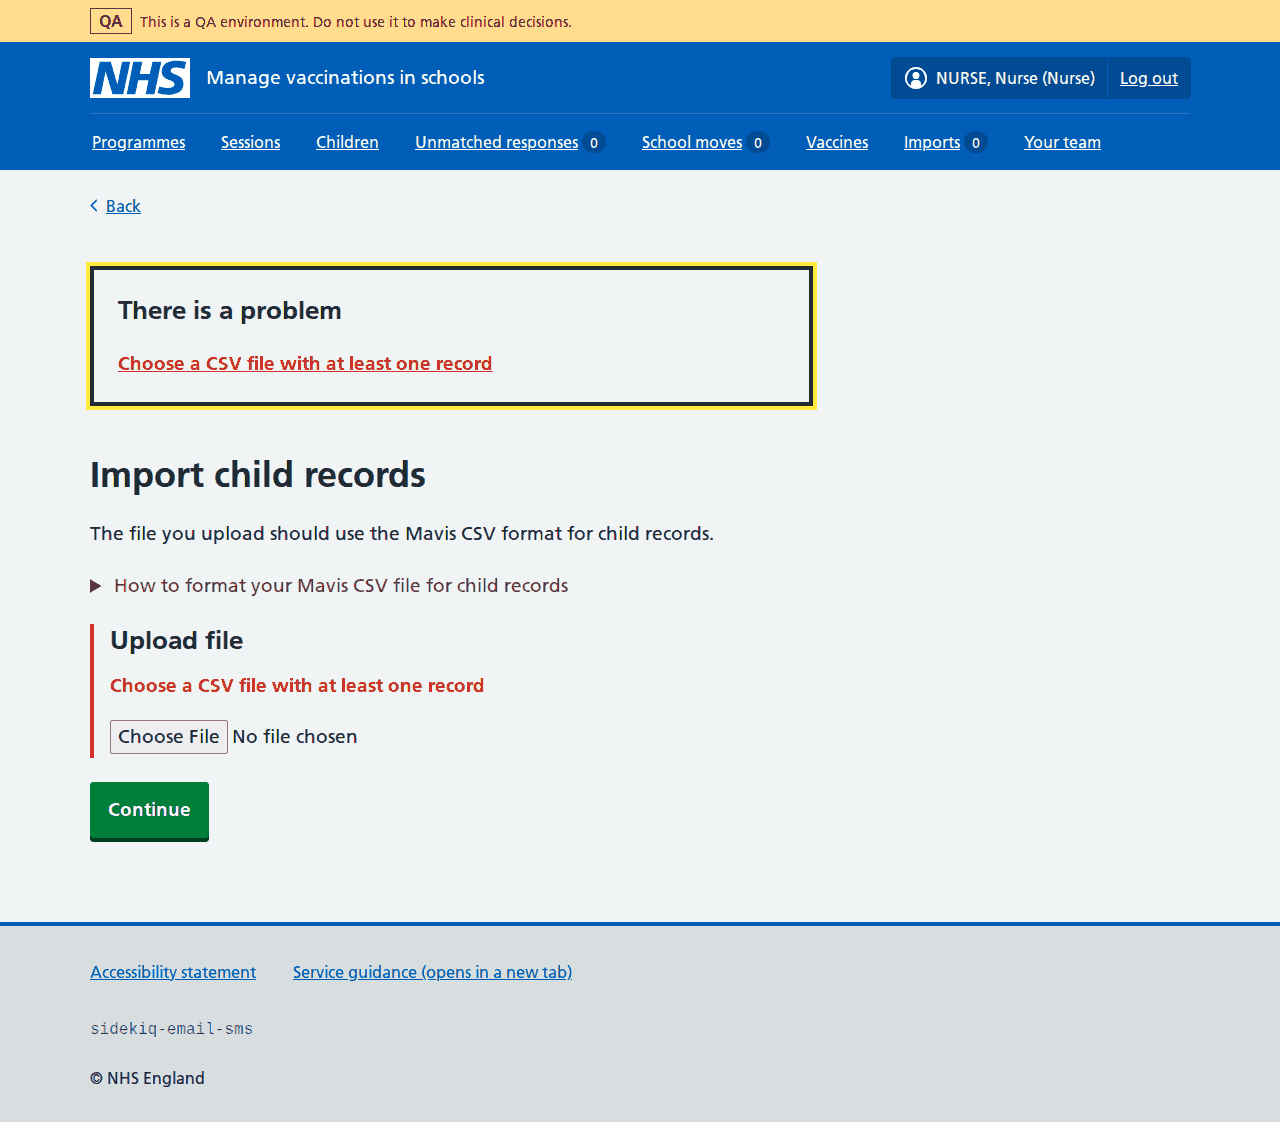 QA This is a QA environment. Do not use it to make clinical decisions.
NHS Manage vaccinations in schools NURSE, Nurse (Nurse) Log out
Programmes Sessions Children Unmatched responses 0 School moves 0 Vaccines Imports 0 Your team
Back
There is a problem
Choose a CSV file with at least one record
Import child records
The file you upload should use the Mavis CSV format for child records.
How to format your Mavis CSV file for child records
Upload file
Choose a CSV file with at least one record
Choose File No file chosen
Continue
Accessibility statement Service guidance (opens in a new tab)
sidekiq-email-sms
© NHS England